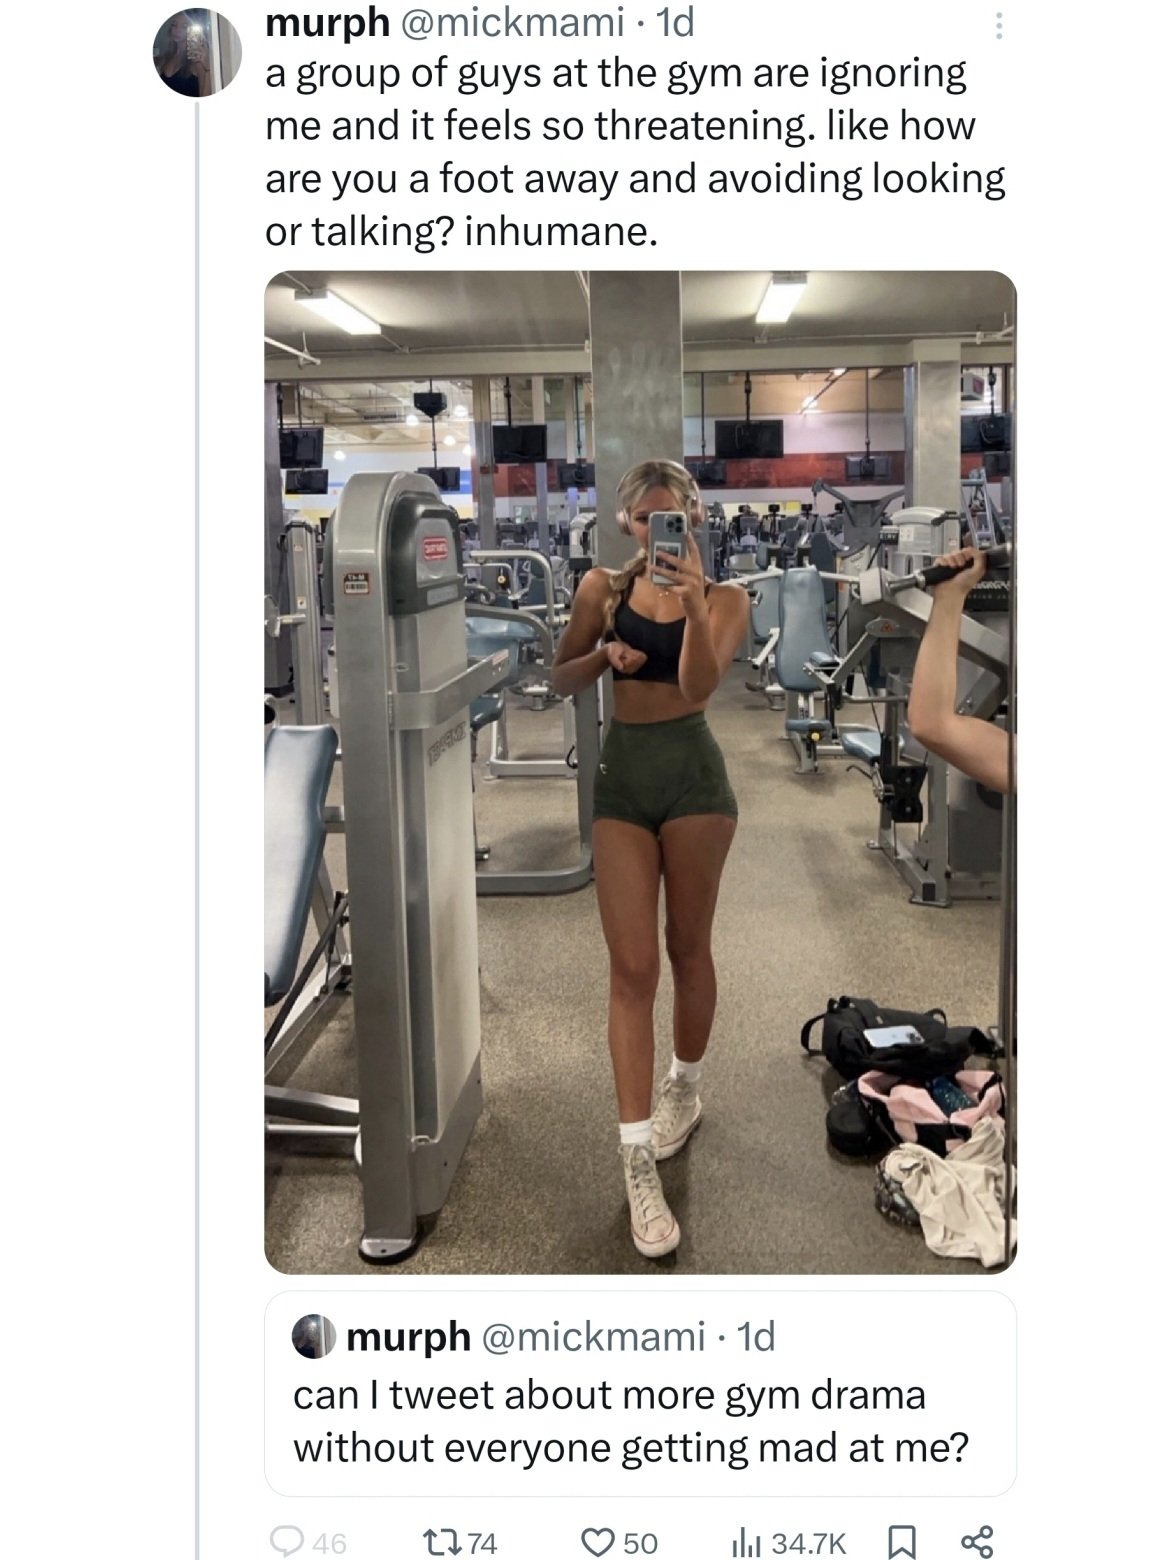 murph @mickmami · 1d
a group of guys at the gym are ignoring
me and it feels so threatening. like how
are you a foot away and avoiding looking
or talking? inhumane.
murph @mickmami · 1d
can I tweet about more gym drama
without everyone getting mad at me?
46 74 50 34.7K